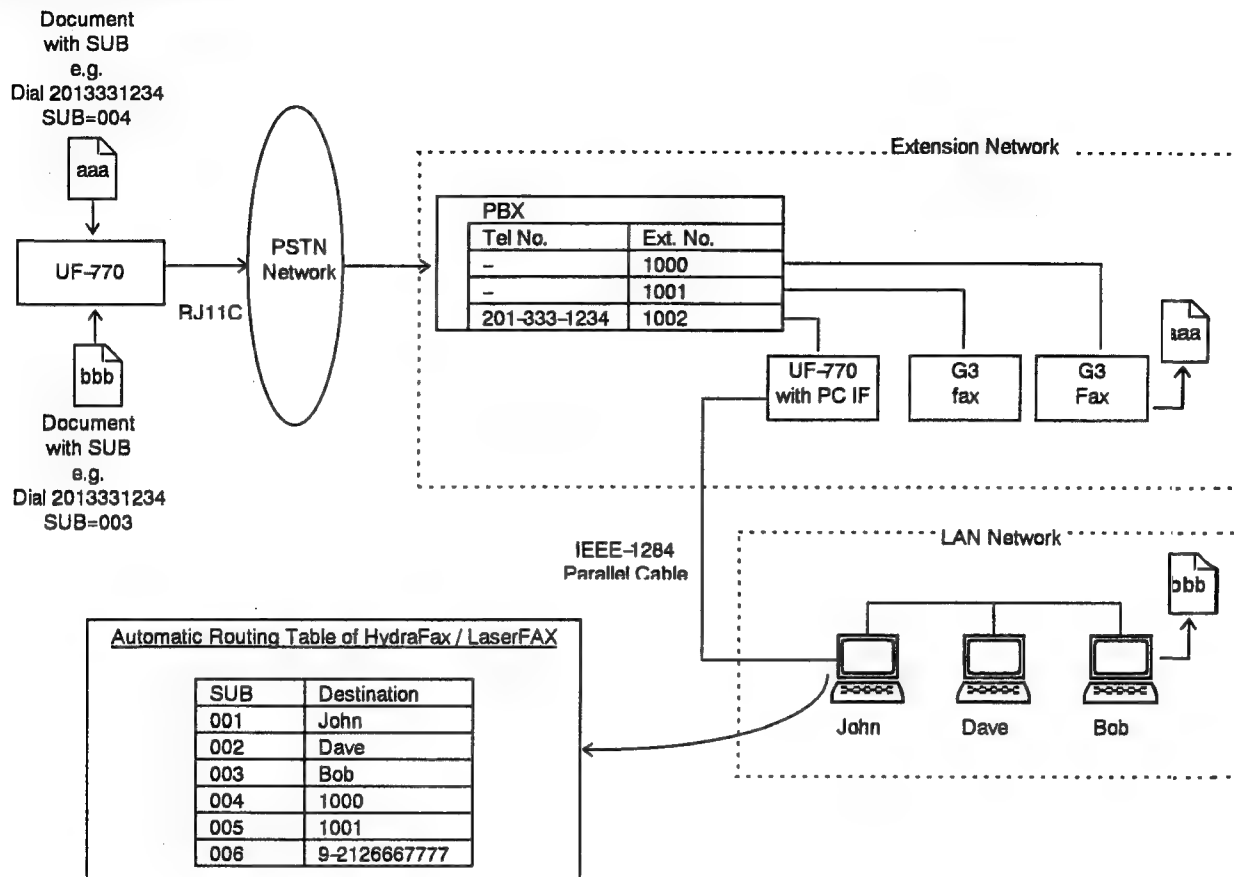 Document
with SUB
e.g.
Dial 2013331234
SUB=004
aaa
UF-770
RJ11C
PSTN
Network
bbb
Document
with SUB
e.g.
Dial 2013331234
SUB=003
Extension Network
PBX
Tel No. Ext. No.
– 1000
– 1001
201-333-1234 1002
UF-770
with PC IF
G3
fax
G3
Fax
aaa
IEEE-1284
Parallel Cable
LAN Network
bbb
John
Dave
Bob
Automatic Routing Table of HydraFax / LaserFAX
SUB Destination
001 John
002 Dave
003 Bob
004 1000
005 1001
006 9-2126667777